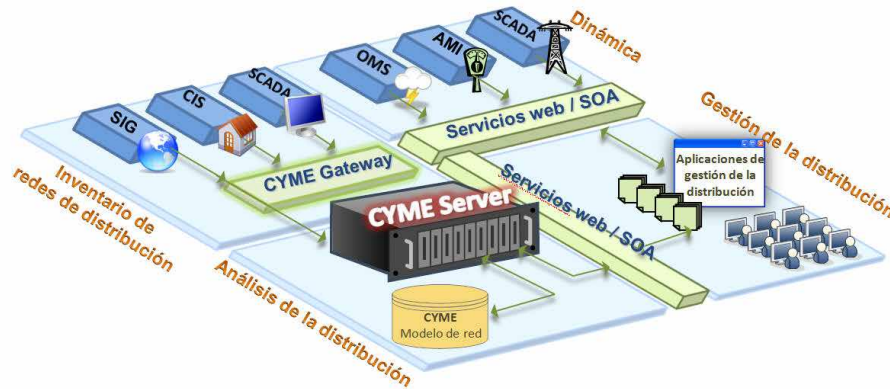 SCADA
AMI
OMS
Dinámica
SCADA
CIS
SIG
Servicios web / SOA
Gestión de la distribución
Aplicaciones de
gestión de la
distribución
CYME Gateway
Servicios web / SOA
Inventario de
redes de distribución
CYME Server
Análisis de la distribución
CYME
Modelo de red